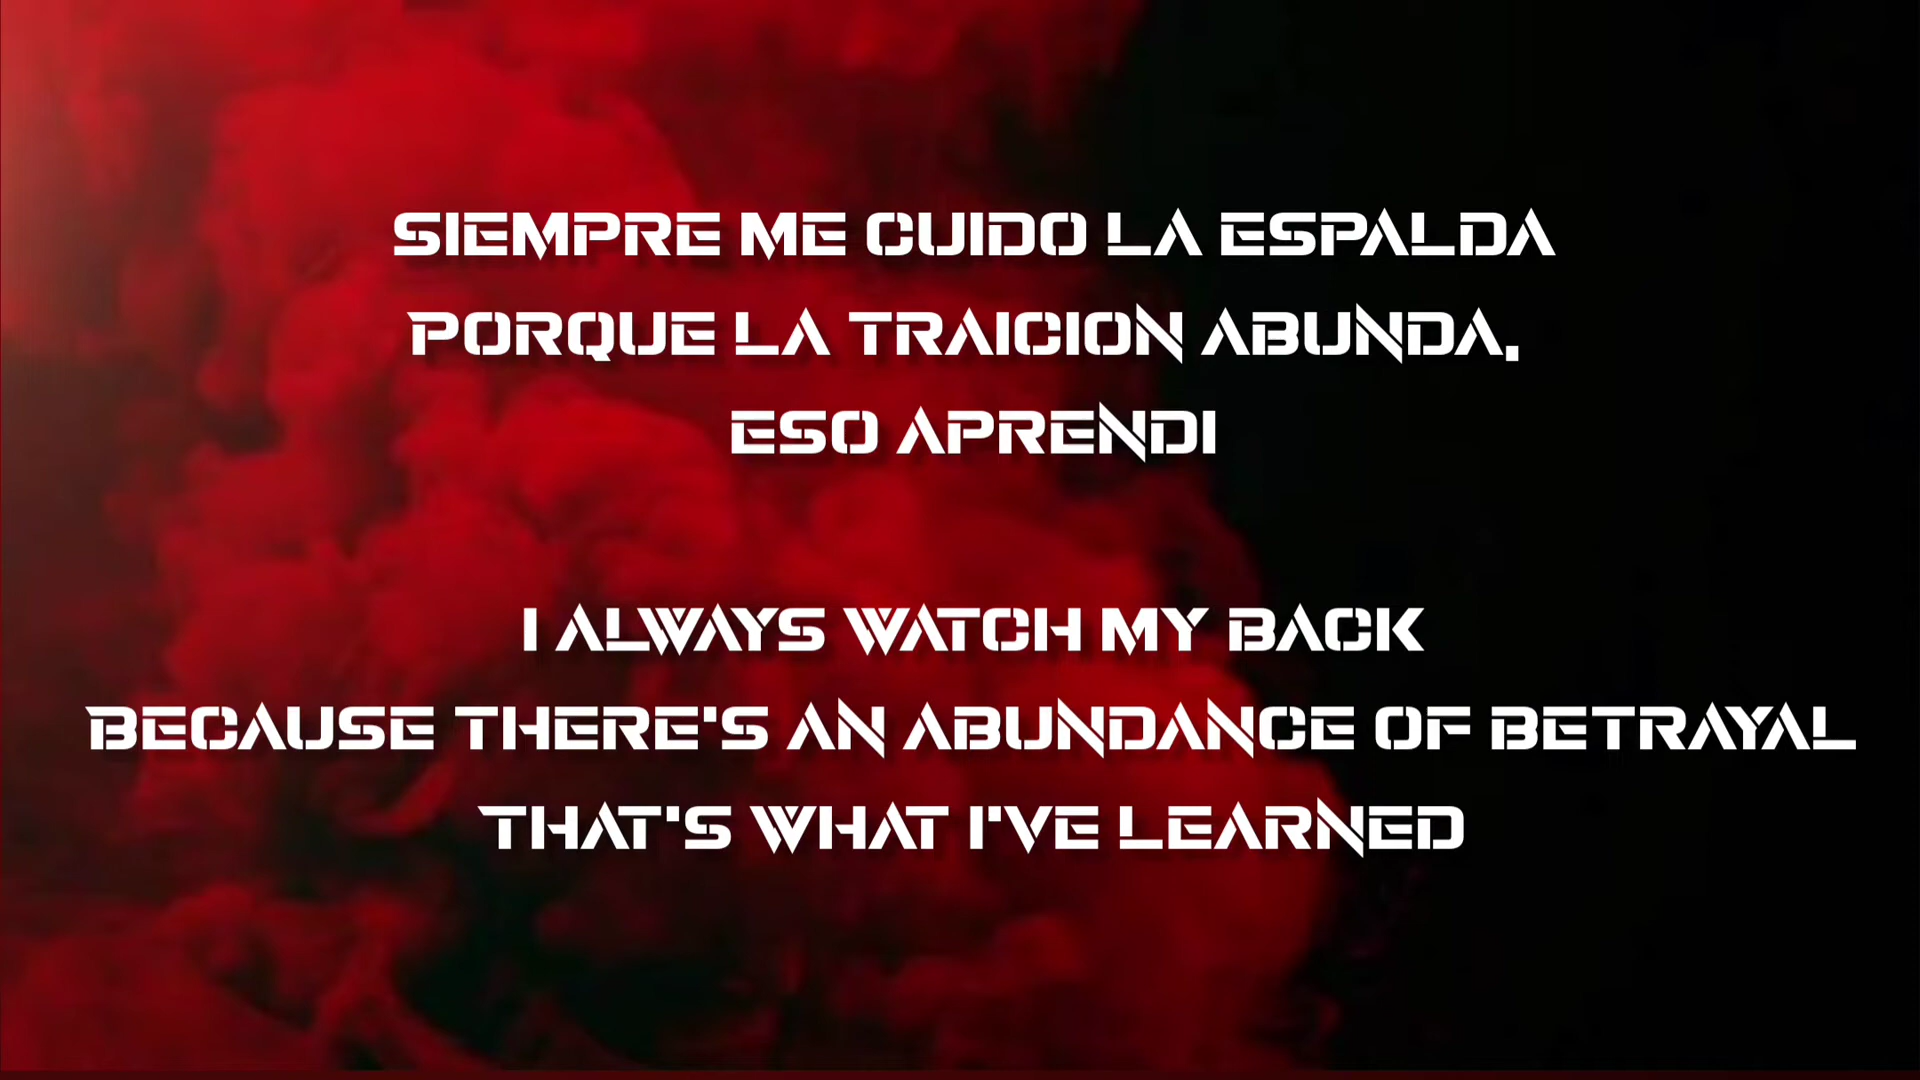 SIEMPRE ME CUIDO LA ESPALDA
PORQUE LA TRAICION ABUNDA.
ESO APRENDI
I ALWAYS WATCH MY BACK
BECAUSE THERE'S AN ABUNDANCE OF BETRAYAL
THAT'S WHAT I'VE LEARNED